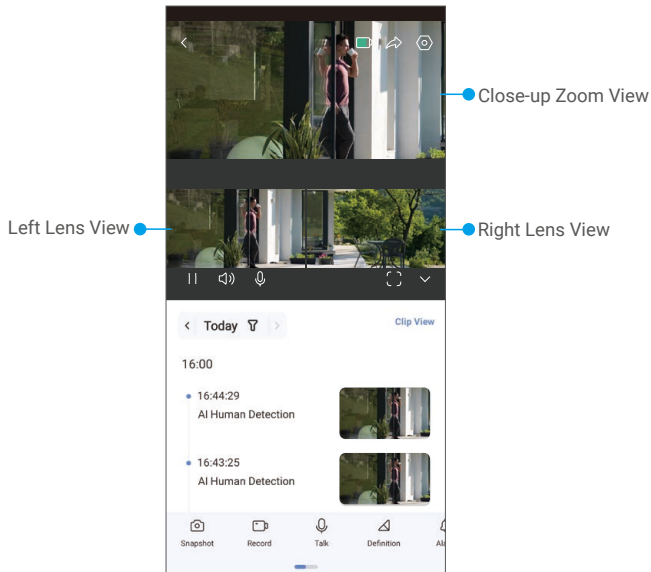 Close-up Zoom View
Left Lens View
Right Lens View
Today
Clip View
16:00
16:44:29
AI Human Detection
16:43:25
AI Human Detection
Snapshot Record Talk Definition